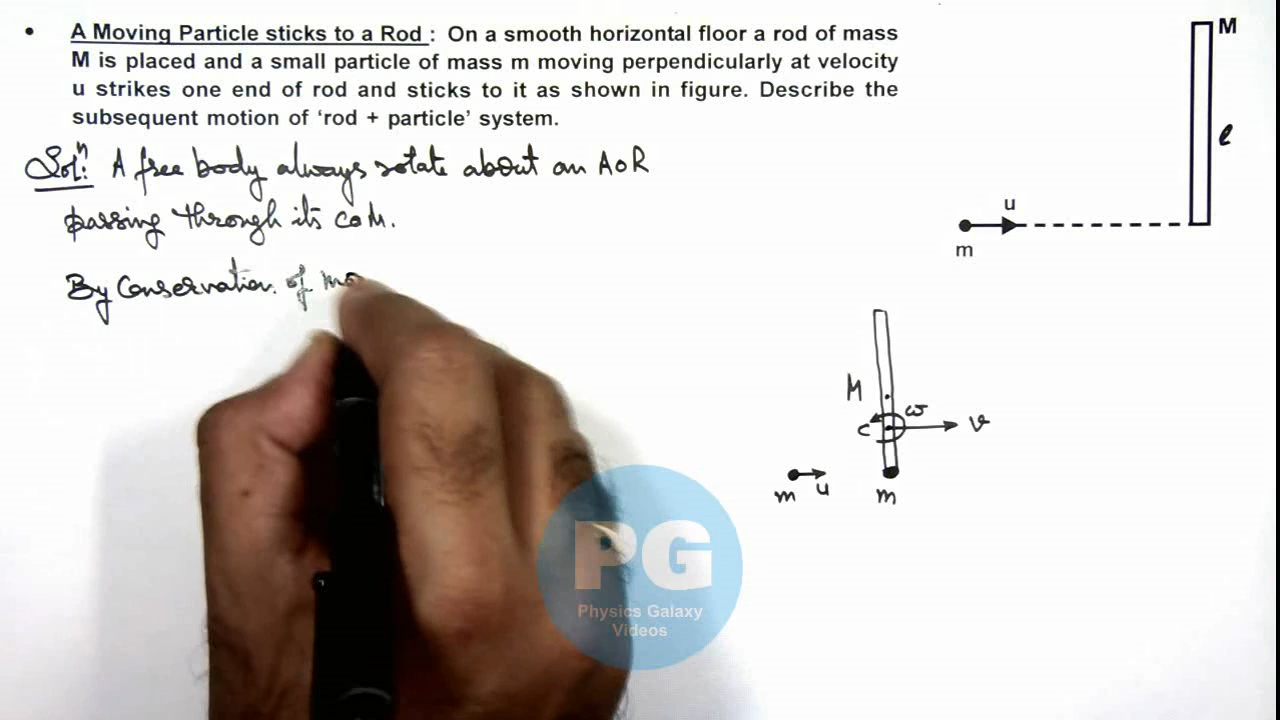 • A Moving Particle sticks to a Rod : On a smooth horizontal floor a rod of mass
M is placed and a small particle of mass m moving perpendicularly at velocity
u strikes one end of rod and sticks to it as shown in figure. Describe the
subsequent motion of ‘rod + particle’ system.
Solⁿ: A free body always rotate about an AoR
passing through its coM.
By Conservation of mo
M
ℓ
u
m
M
ω
C
v
m
u
m
PG
Physics Galaxy
Videos